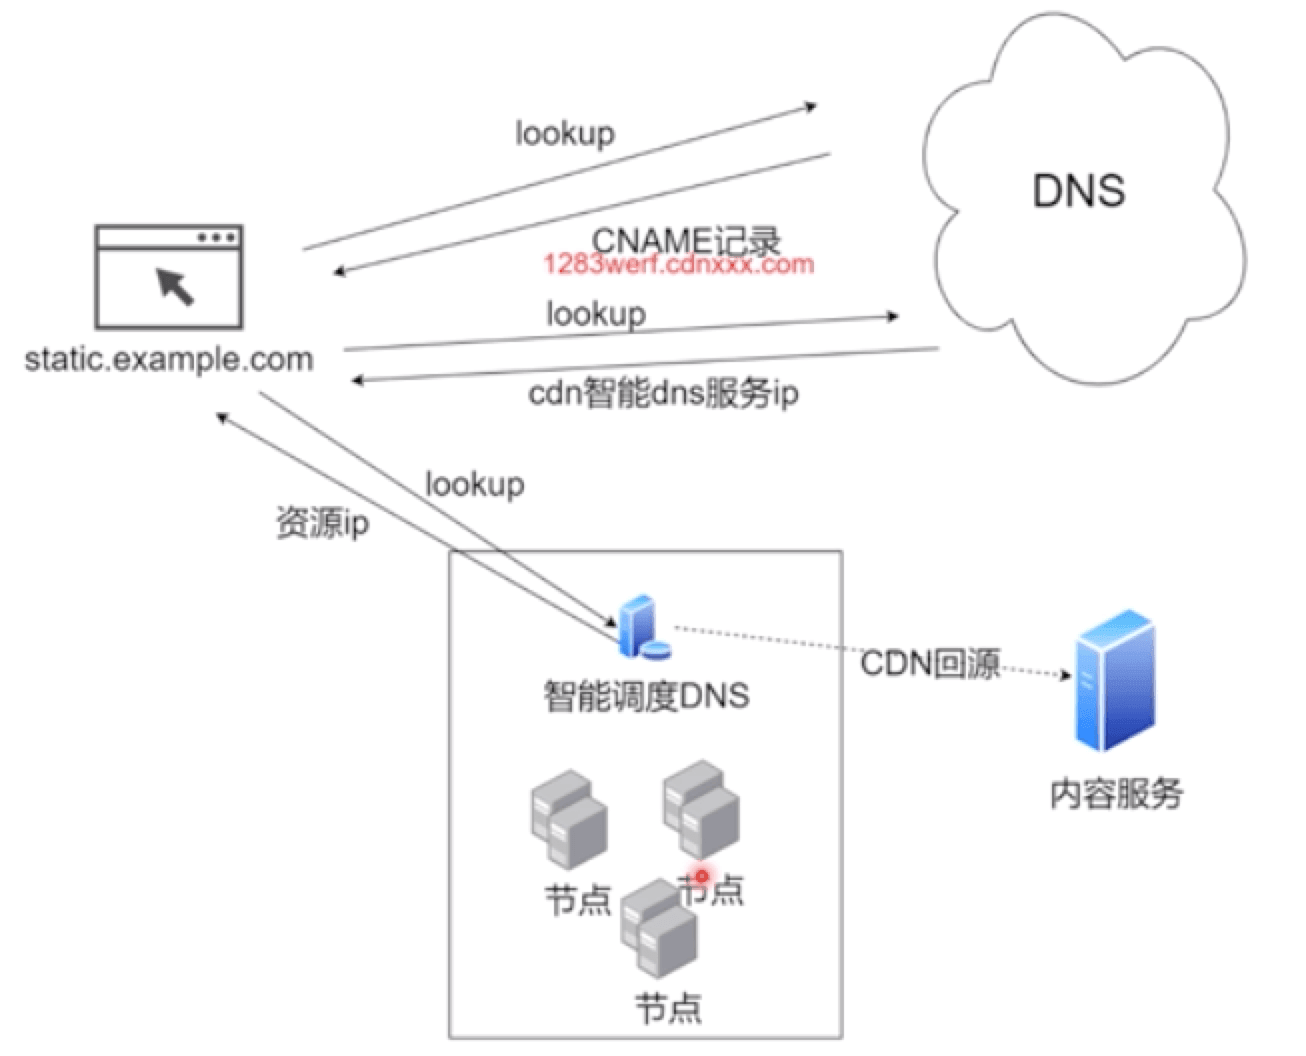 lookup
DNS
CNAME记录
1283werf.cdnxxx.com
lookup
static.example.com
cdn智能dns服务ip
lookup
资源ip
CDN回源
智能调度DNS
内容服务
节点
节点
节点